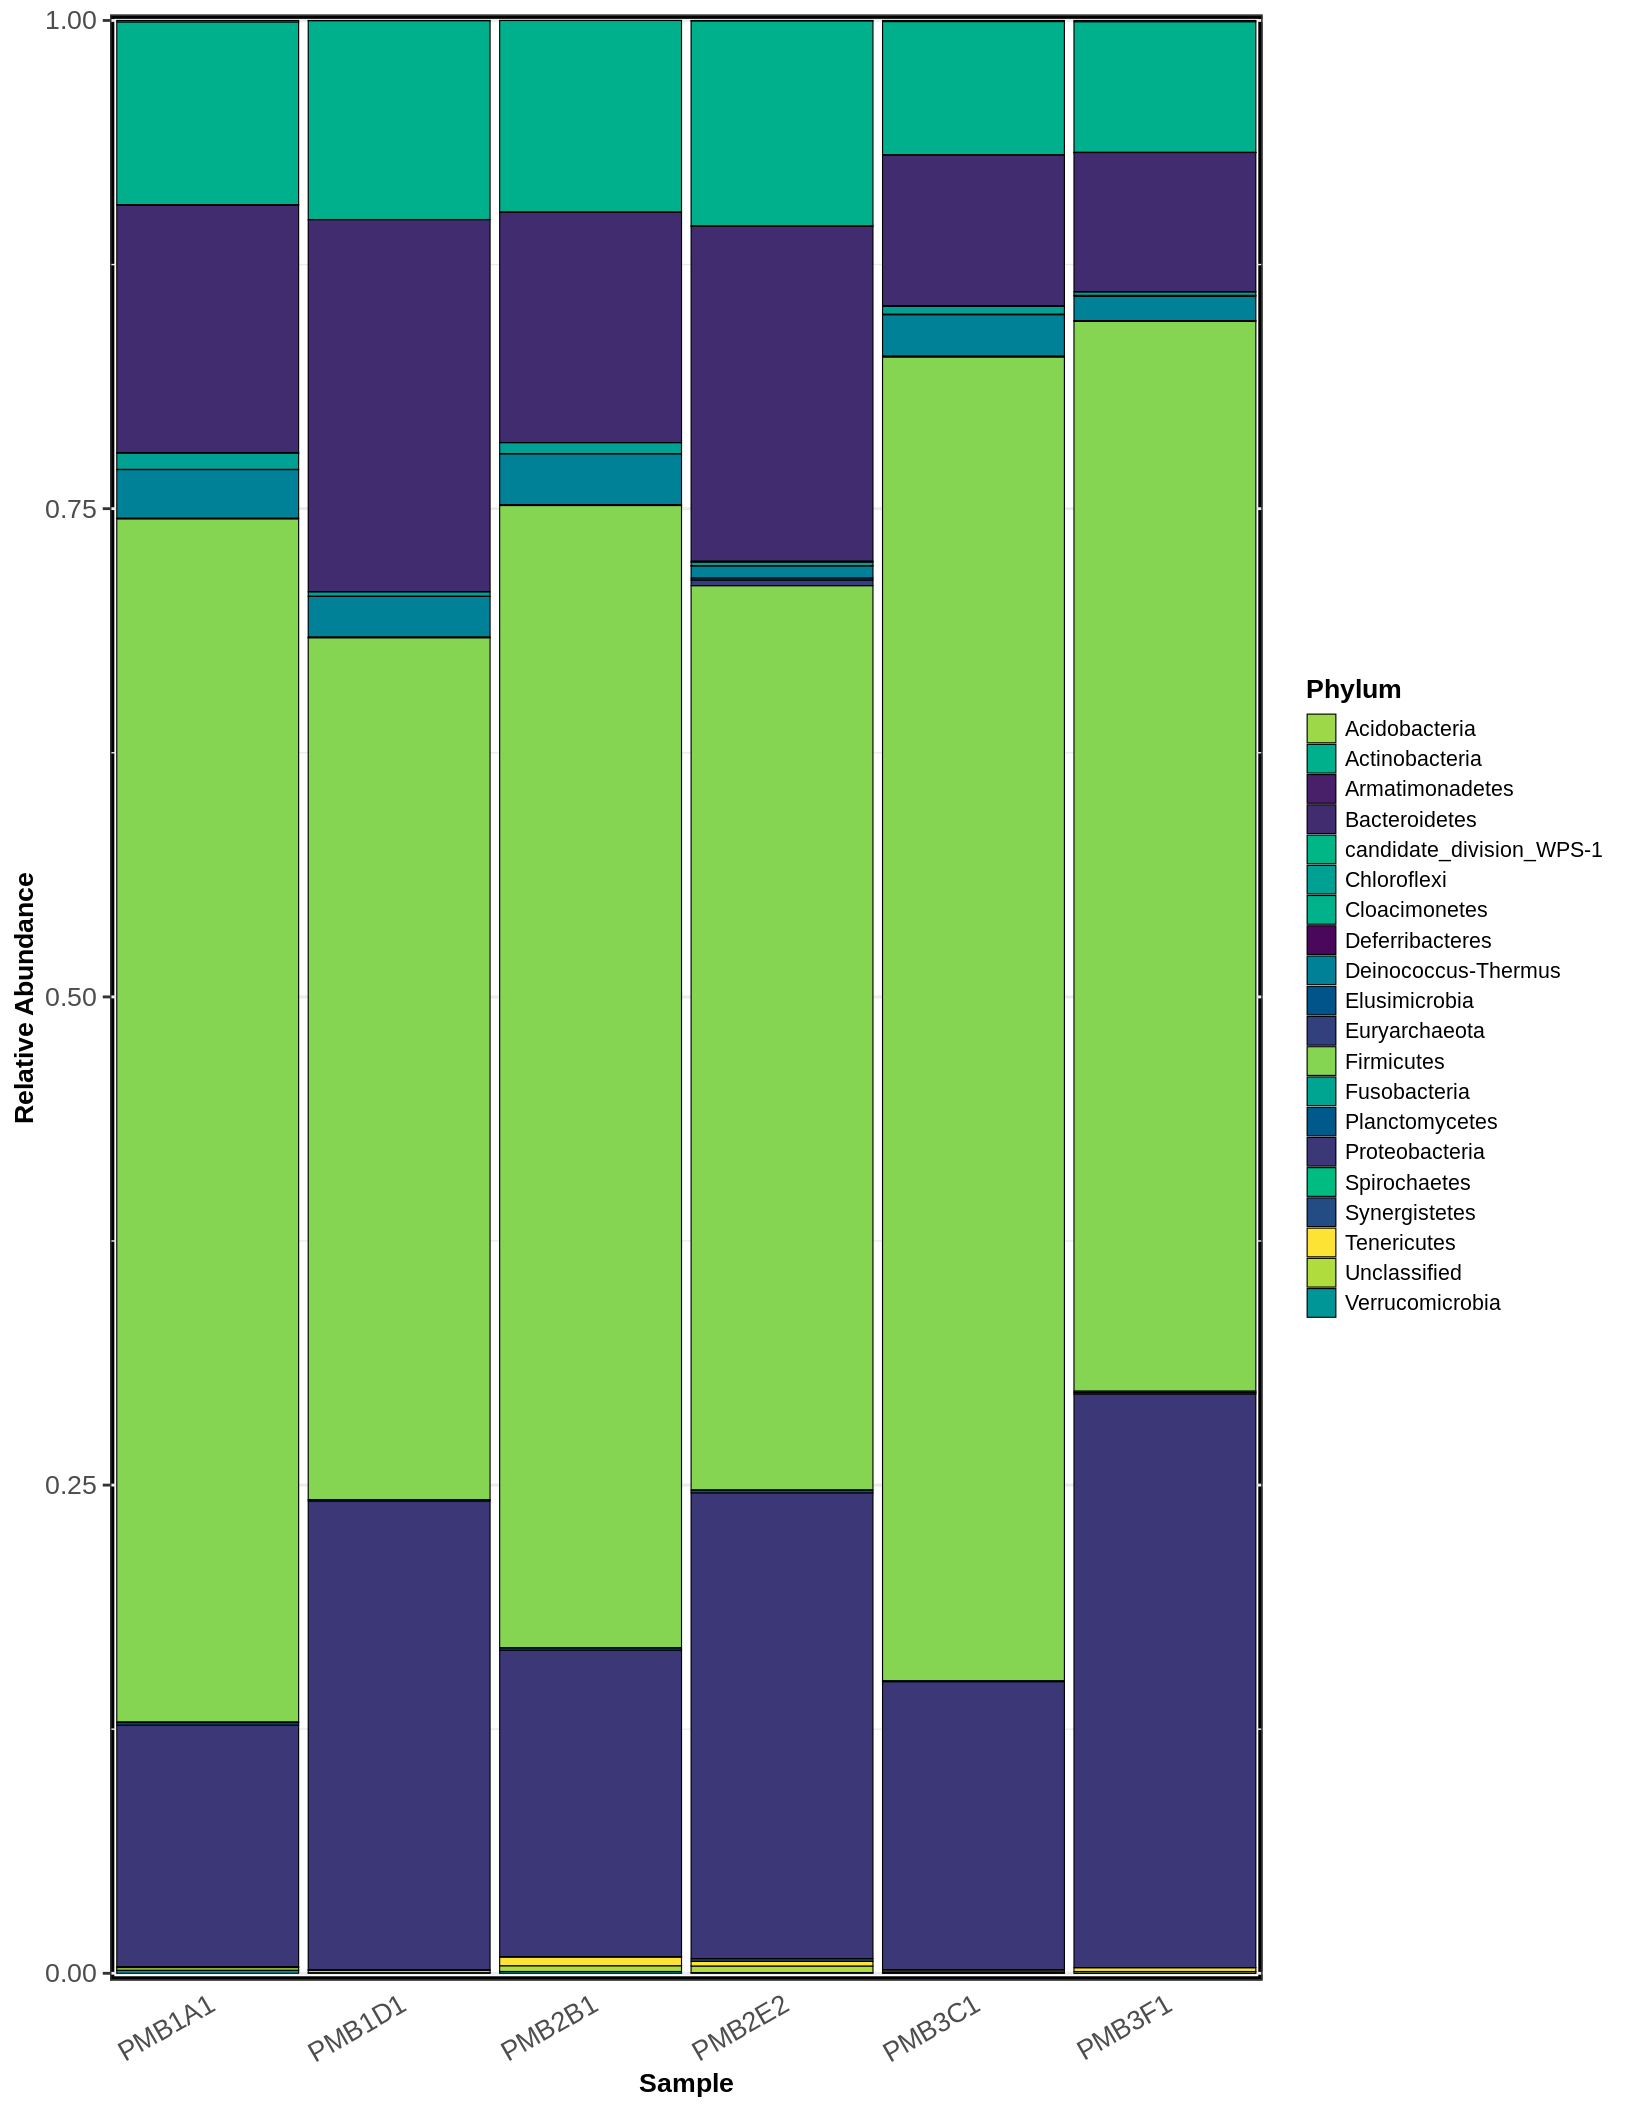 1.00
0.75
0.50
0.25
0.00
Relative Abundance
PMB1A1
PMB1D1
PMB2B1
PMB2E2
PMB3C1
PMB3F1
Sample
Phylum
Acidobacteria
Actinobacteria
Armatimonadetes
Bacteroidetes
candidate_division_WPS-1
Chloroflexi
Cloacimonetes
Deferribacteres
Deinococcus-Thermus
Elusimicrobia
Euryarchaeota
Firmicutes
Fusobacteria
Planctomycetes
Proteobacteria
Spirochaetes
Synergistetes
Tenericutes
Unclassified
Verrucomicrobia